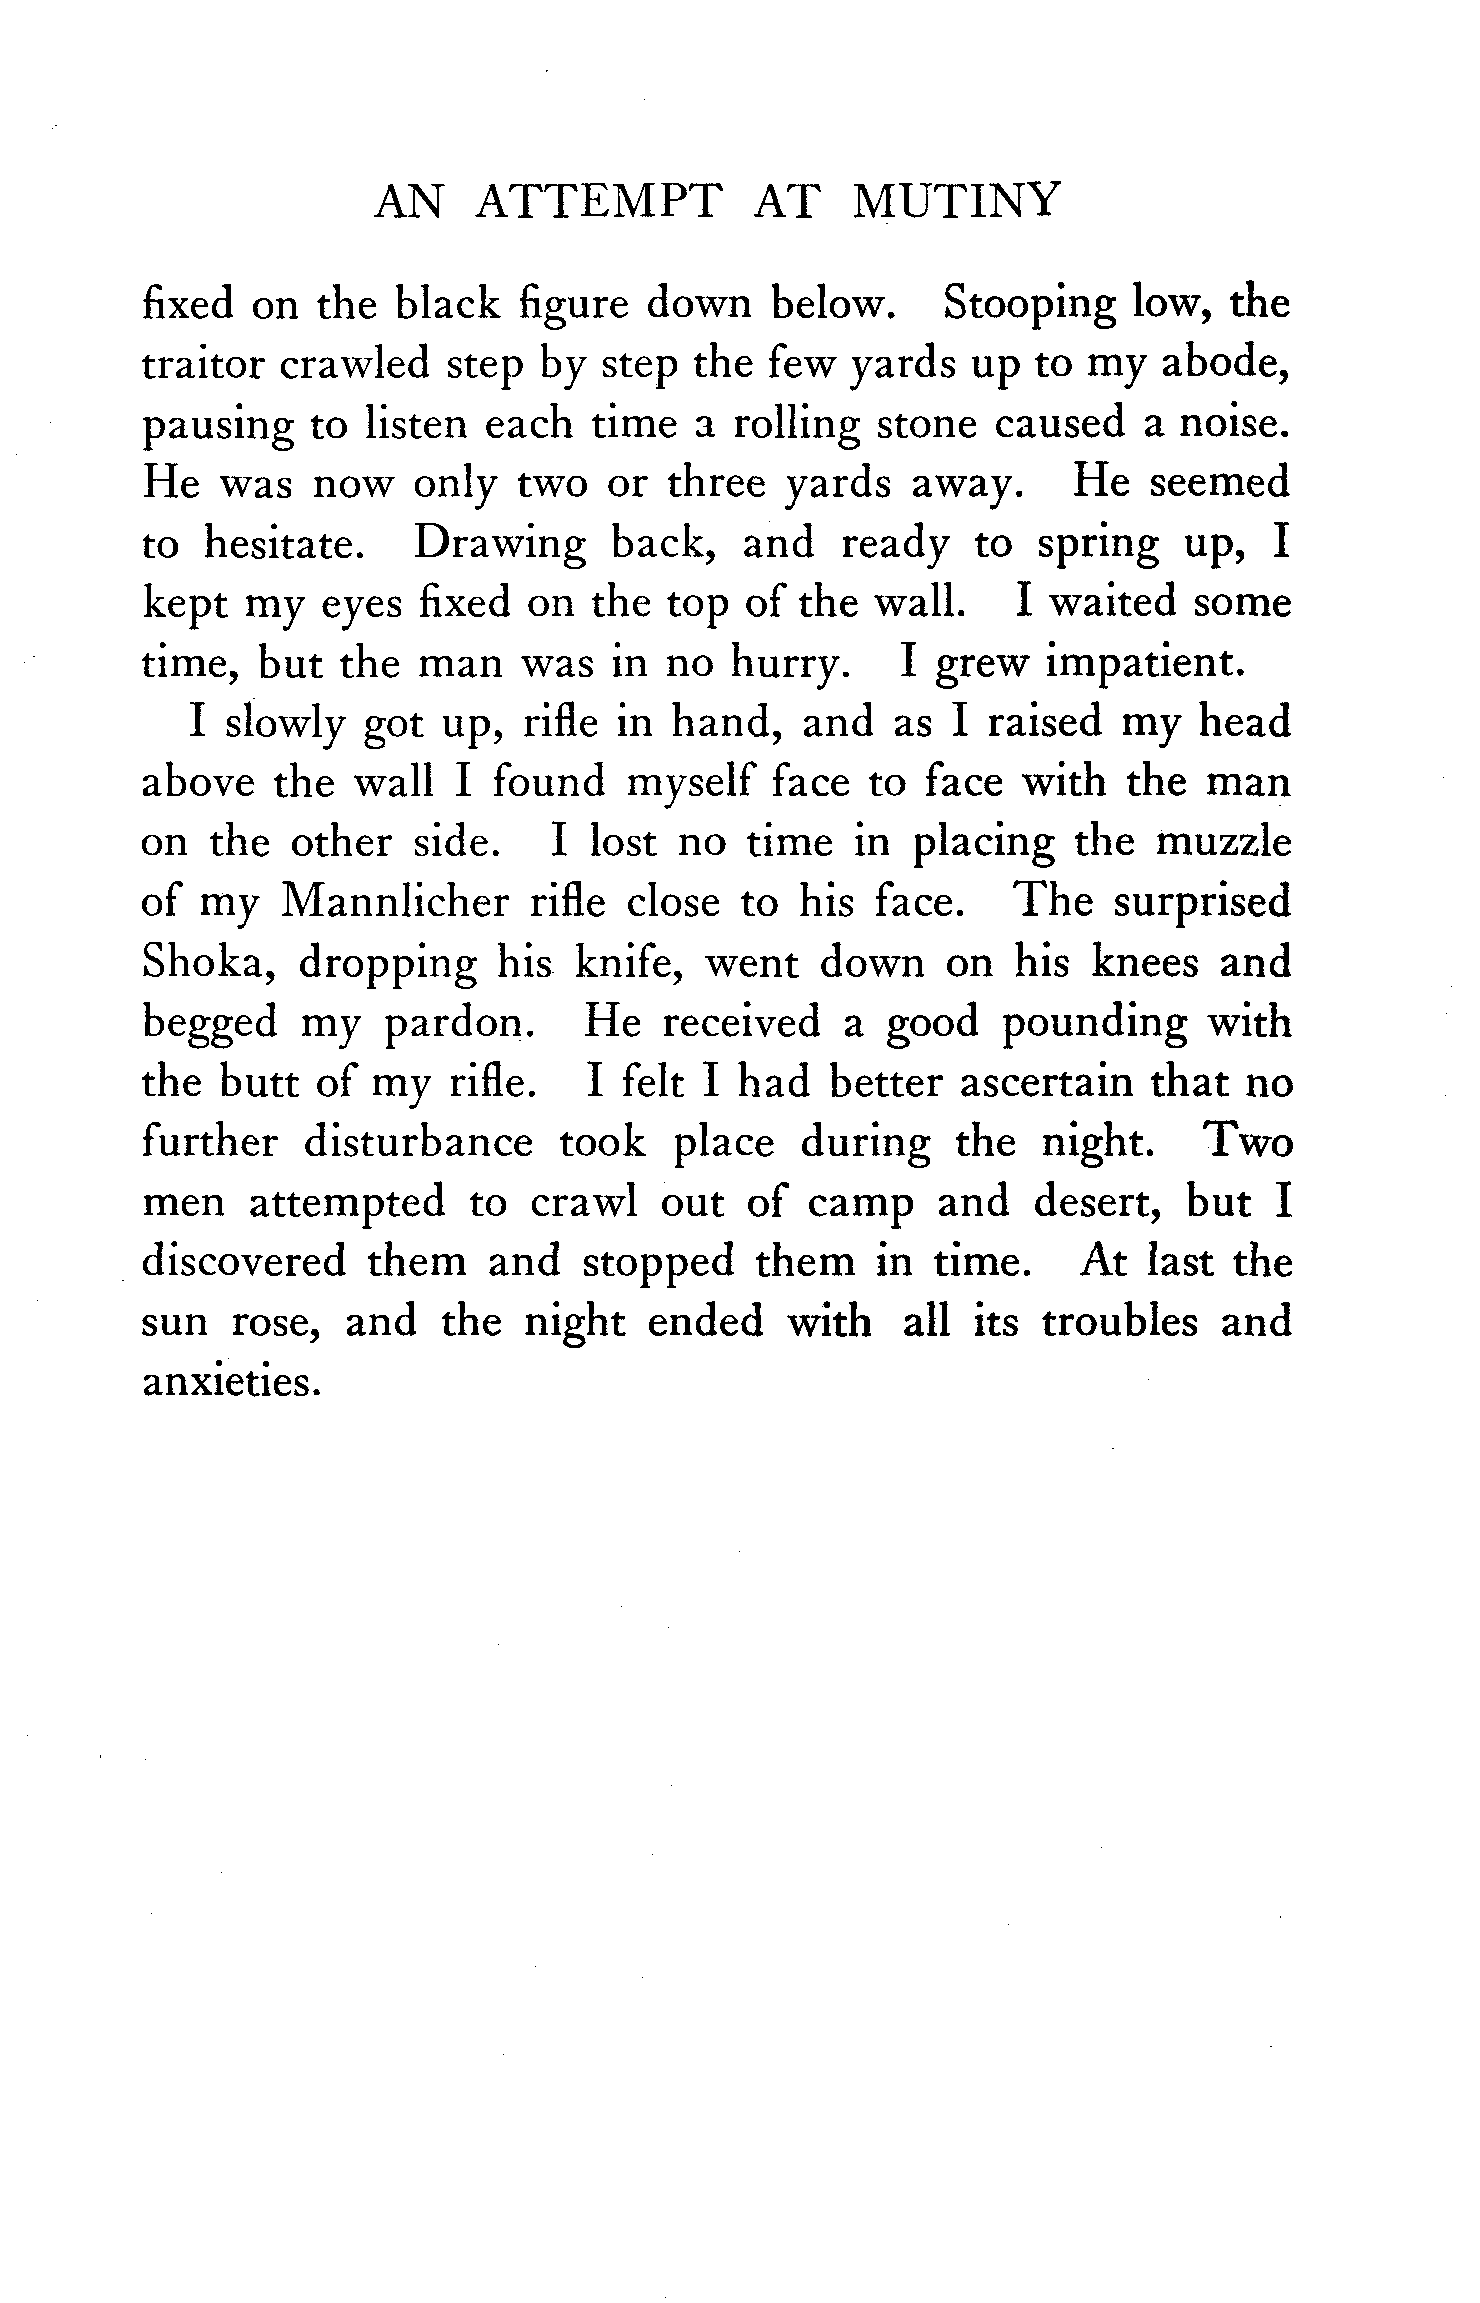 AN ATTEMPT AT MUTINY
fixed on the black figure down below. Stooping low, the
traitor crawled step by step the few yards up to my abode,
pausing to listen each time a rolling stone caused a noise.
He was now only two or three yards away. He seemed
to hesitate. Drawing back, and ready to spring up, I
kept my eyes fixed on the top of the wall. I waited some
time, but the man was in no hurry. I grew impatient.
I slowly got up, rifle in hand, and as I raised my head
above the wall I found myself face to face with the man
on the other side. I lost no time in placing the muzzle
of my Mannlicher rifle close to his face. The surprised
Shoka, dropping his knife, went down on his knees and
begged my pardon. He received a good pounding with
the butt of my rifle. I felt I had better ascertain that no
further disturbance took place during the night. Two
men attempted to crawl out of camp and desert, but I
discovered them and stopped them in time. At last the
sun rose, and the night ended with all its troubles and
anxieties.